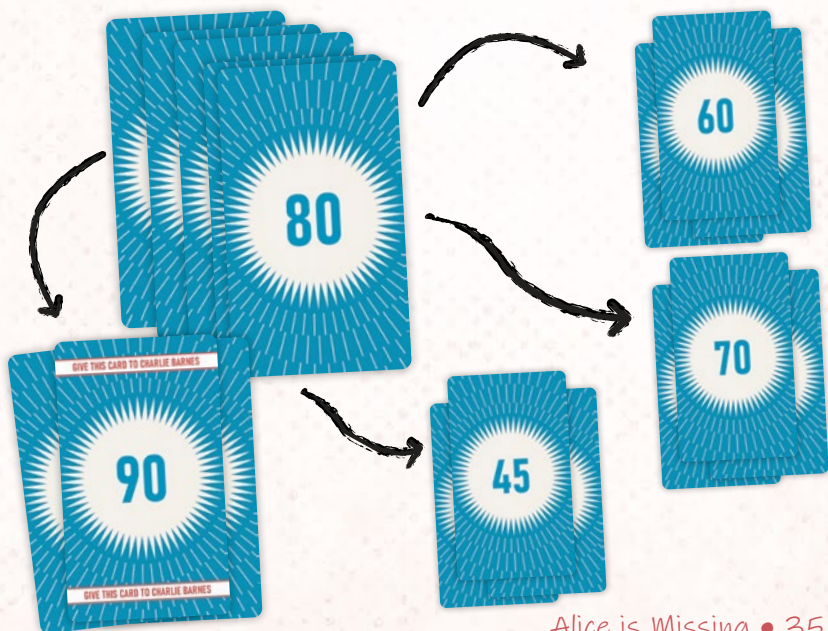 80
60
70
GIVE THIS CARD TO CHARLIE BARNES
90
GIVE THIS CARD TO CHARLIE BARNES
45
Alice is Missing • 35